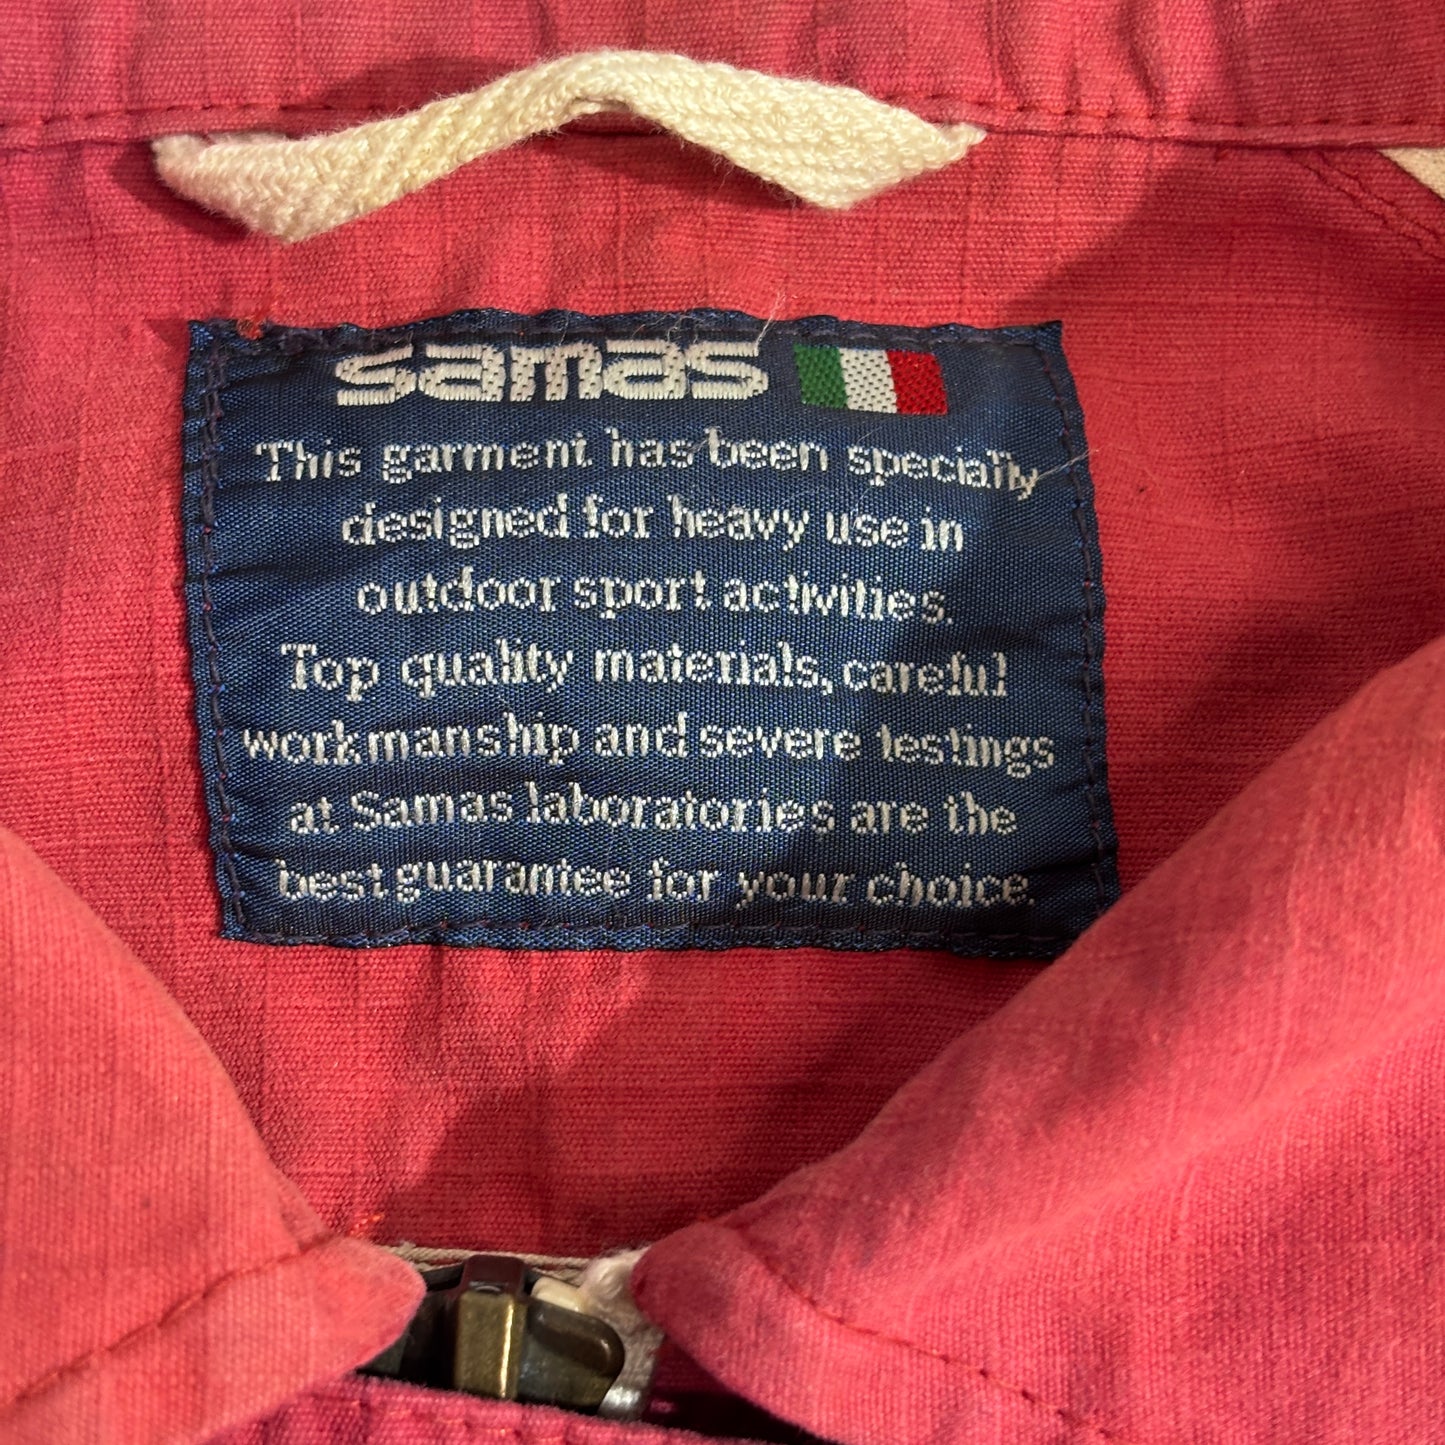 samas
This garment has been specially
designed for heavy use in
outdoor sport activities.
Top quality materials, careful
workmanship and severe testings
at Samas laboratories are the
best guarantee for your choice.